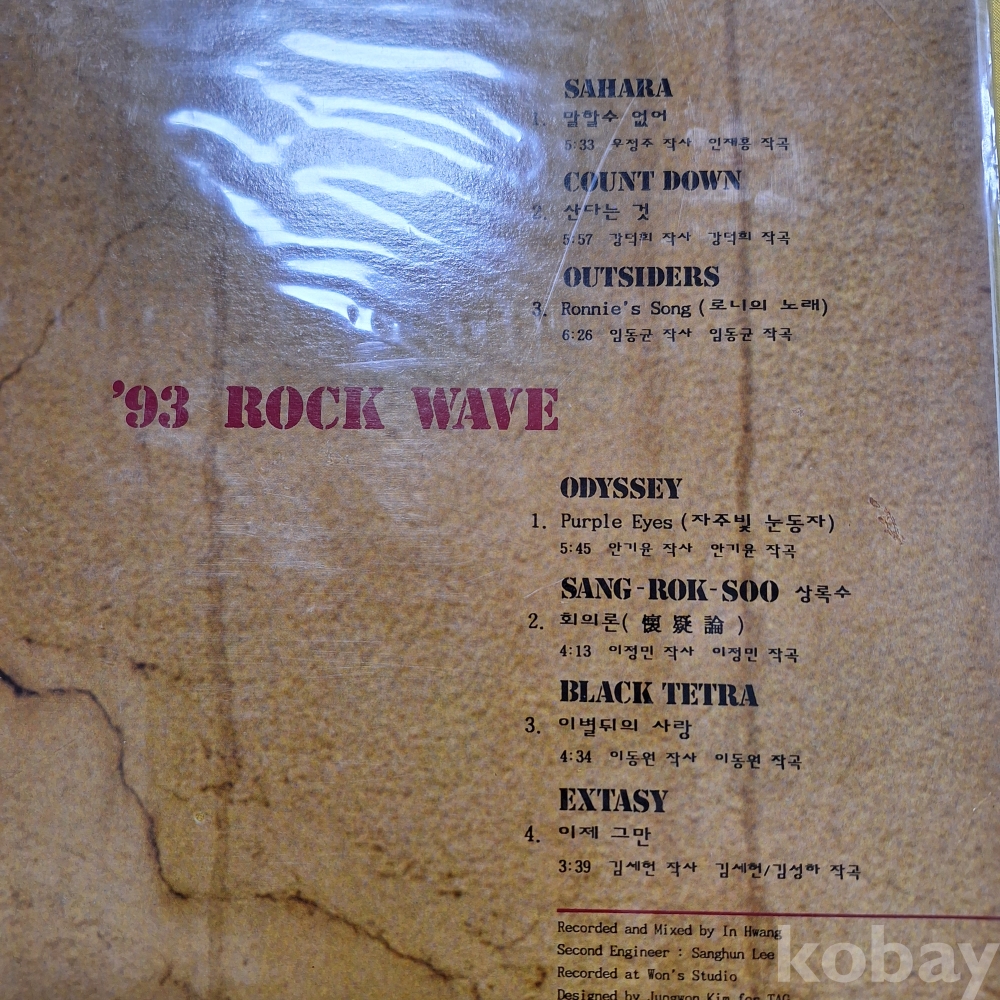 SAHARA
1. 말할수 없어
5:33 우정주 작사 인재홍 작곡
COUNT DOWN
2. 산다는 것
5:57 강덕희 작사 강덕희 작곡
OUTSIDERS
3. Ronnie's Song (로니의 노래)
6:26 임동균 작사 임동균 작곡
'93 ROCK WAVE
ODYSSEY
1. Purple Eyes (자주빛 눈동자)
5:45 안기윤 작사 안기윤 작곡
SANG-ROK-SOO 상록수
2. 회의론( 懷 疑 論 )
4:13 이정민 작사 이정민 작곡
BLACK TETRA
3. 이별뒤의 사랑
4:34 이동원 작사 이동원 작곡
EXTASY
4. 이제 그만
3:39 김세헌 작사 김세헌/김성하 작곡
Recorded and Mixed by In Hwang
Second Engineer : Sanghun Lee
Recorded at Won's Studio
Designed by Jungwon Kim for TAG
kobay